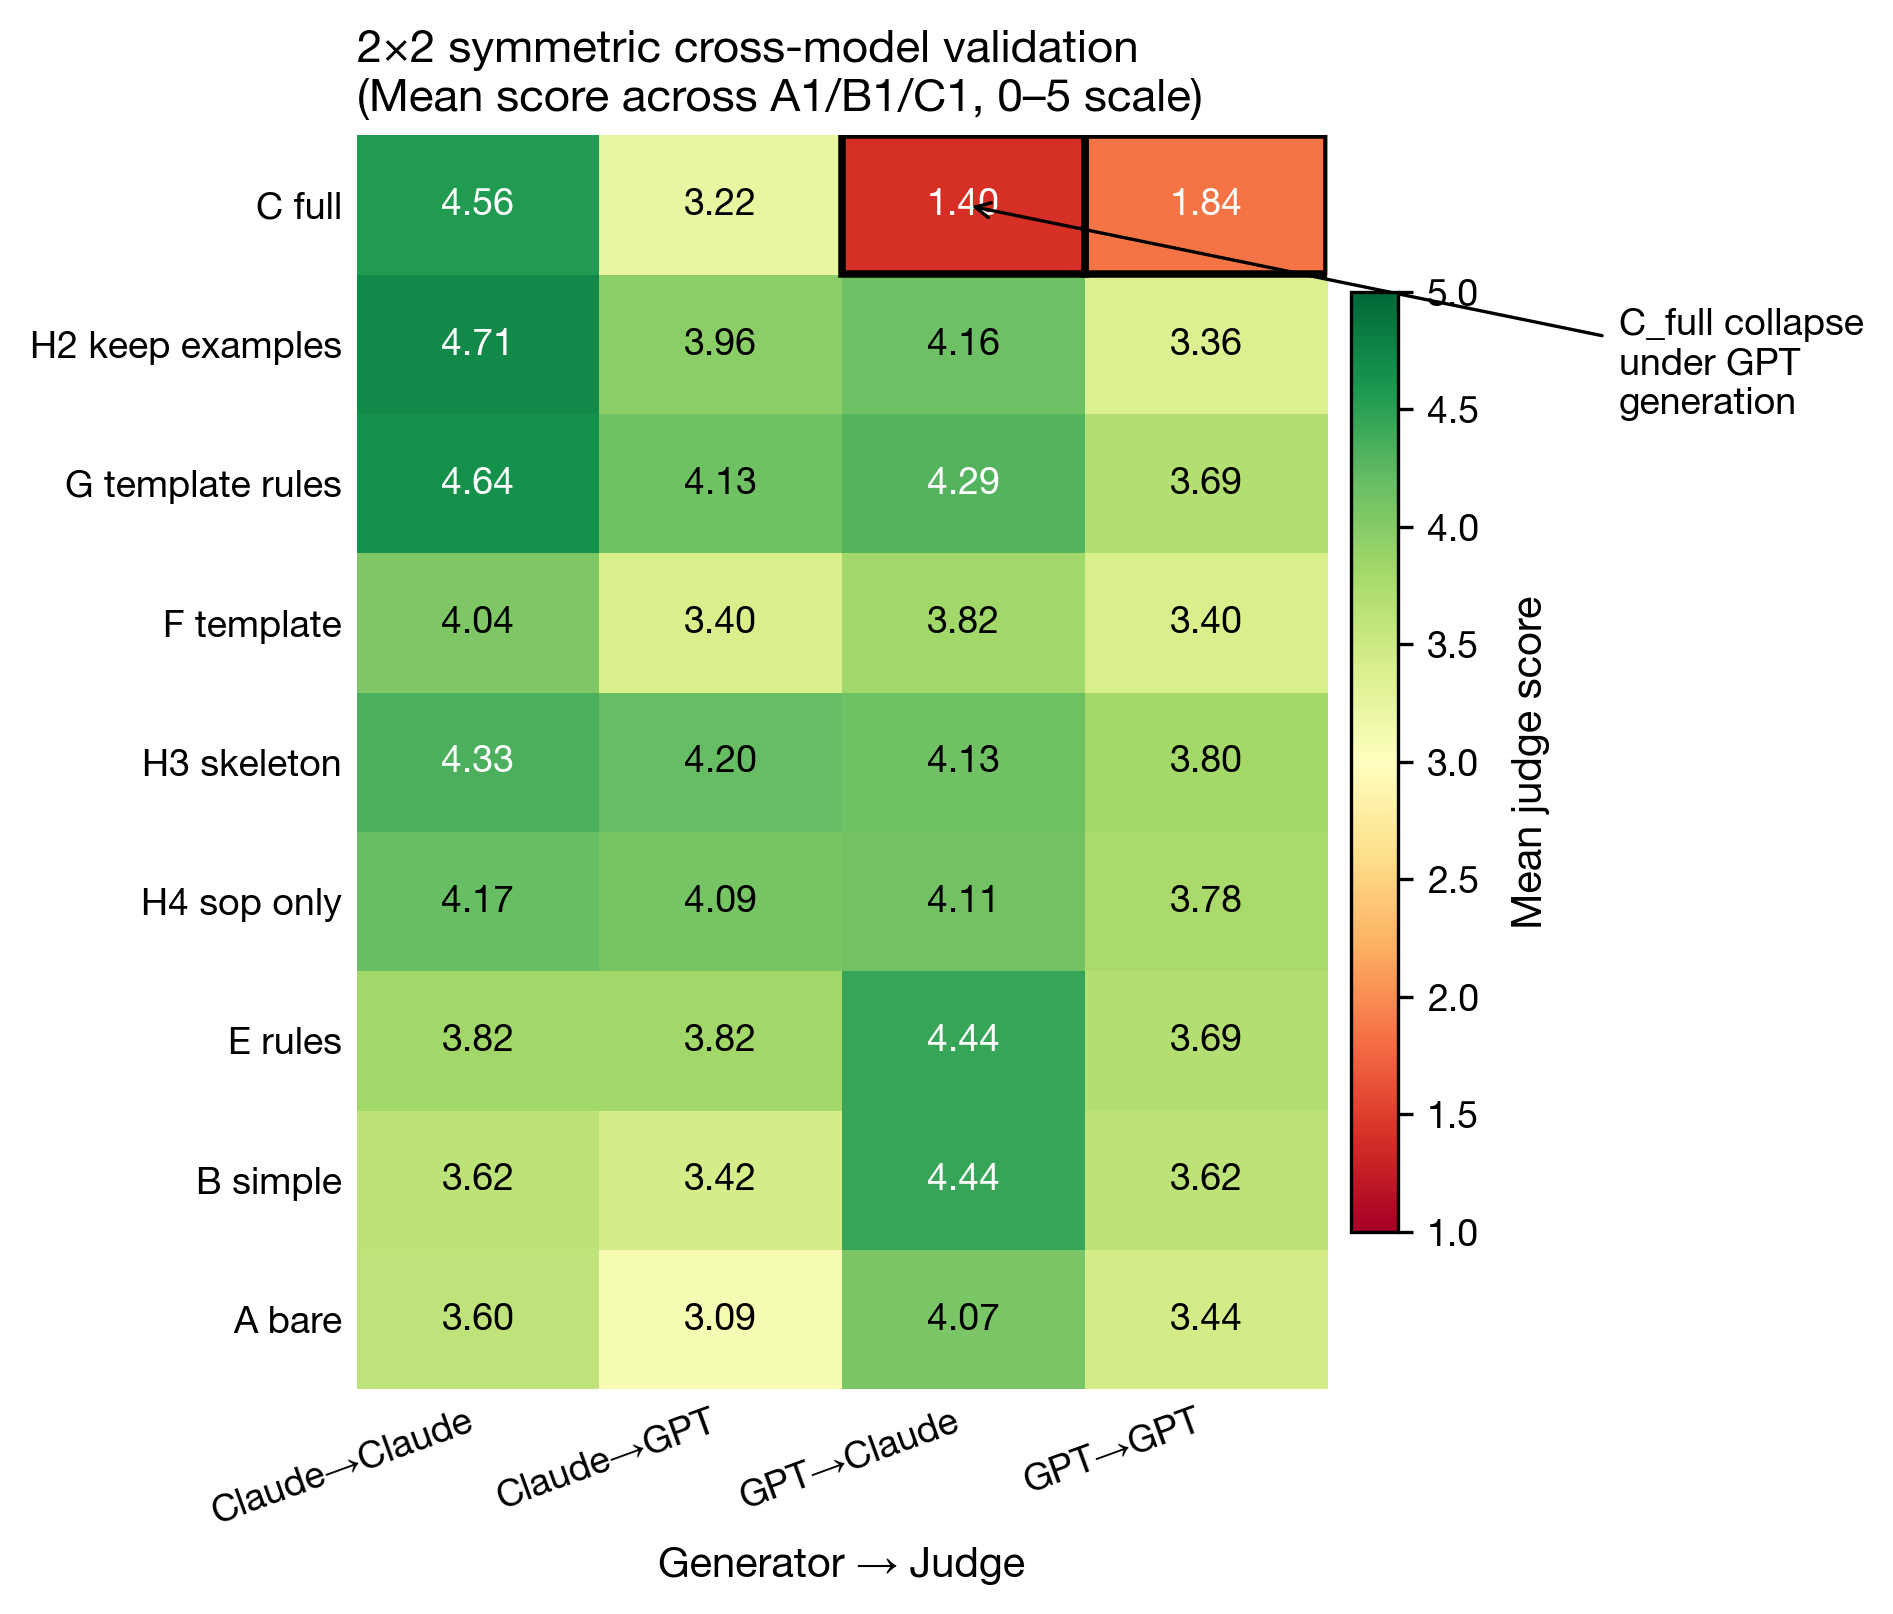 2×2 symmetric cross-model validation
(Mean score across A1/B1/C1, 0–5 scale)
C full 4.56 3.22 1.40 1.84
H2 keep examples 4.71 3.96 4.16 3.36
G template rules 4.64 4.13 4.29 3.69
F template 4.04 3.40 3.82 3.40
H3 skeleton 4.33 4.20 4.13 3.80
H4 sop only 4.17 4.09 4.11 3.78
E rules 3.82 3.82 4.44 3.69
B simple 3.62 3.42 4.44 3.62
A bare 3.60 3.09 4.07 3.44
Claude→Claude Claude→GPT GPT→Claude GPT→GPT
Generator → Judge
5.0
4.5
4.0
3.5
3.0
2.5
2.0
1.5
1.0
Mean judge score
C_full collapse
under GPT
generation